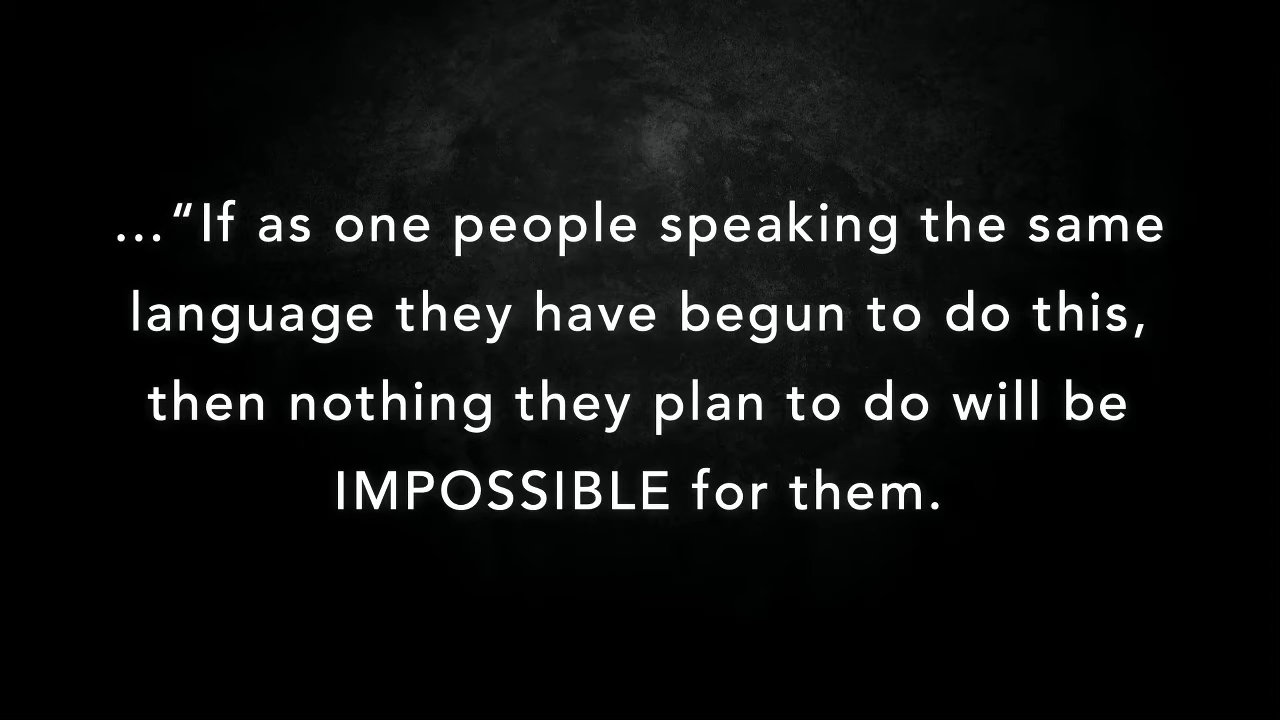 …“If as one people speaking the same
language they have begun to do this,
then nothing they plan to do will be
IMPOSSIBLE for them.